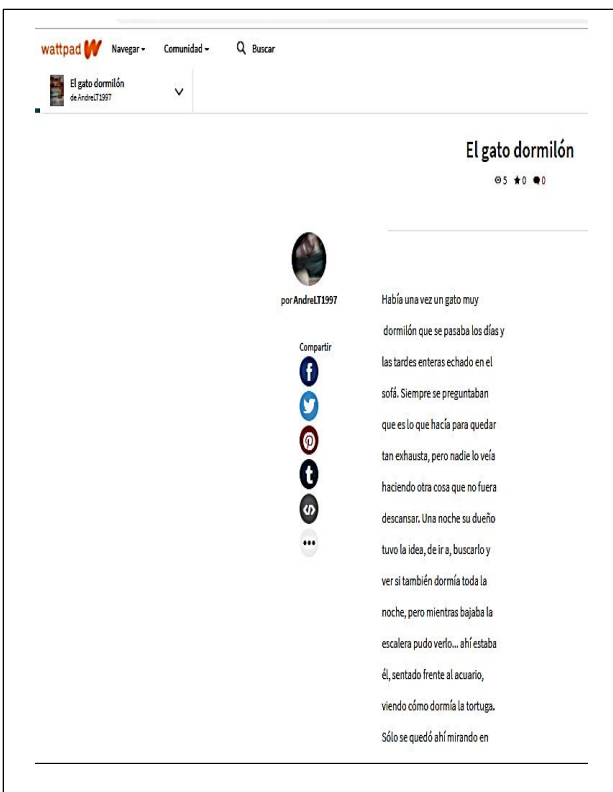 wattpad Navegar Comunidad Buscar
El gato dormilón
de AndreLT1997
El gato dormilón
5 0 0
por AndreLT1997
Compartir
Había una vez un gato muy
dormilón que se pasaba los días y
las tardes enteras echado en el
sofá. Siempre se preguntaban
que es lo que hacía para quedar
tan exhausta, pero nadie lo veía
haciendo otra cosa que no fuera
descansar. Una noche su dueño
tuvo la idea, de ir a, buscarlo y
ver si también dormía toda la
noche, pero mientras bajaba la
escalera pudo verlo... ahí estaba
él, sentado frente al acuario,
viendo cómo dormía la tortuga.
Sólo se quedó ahí mirando en